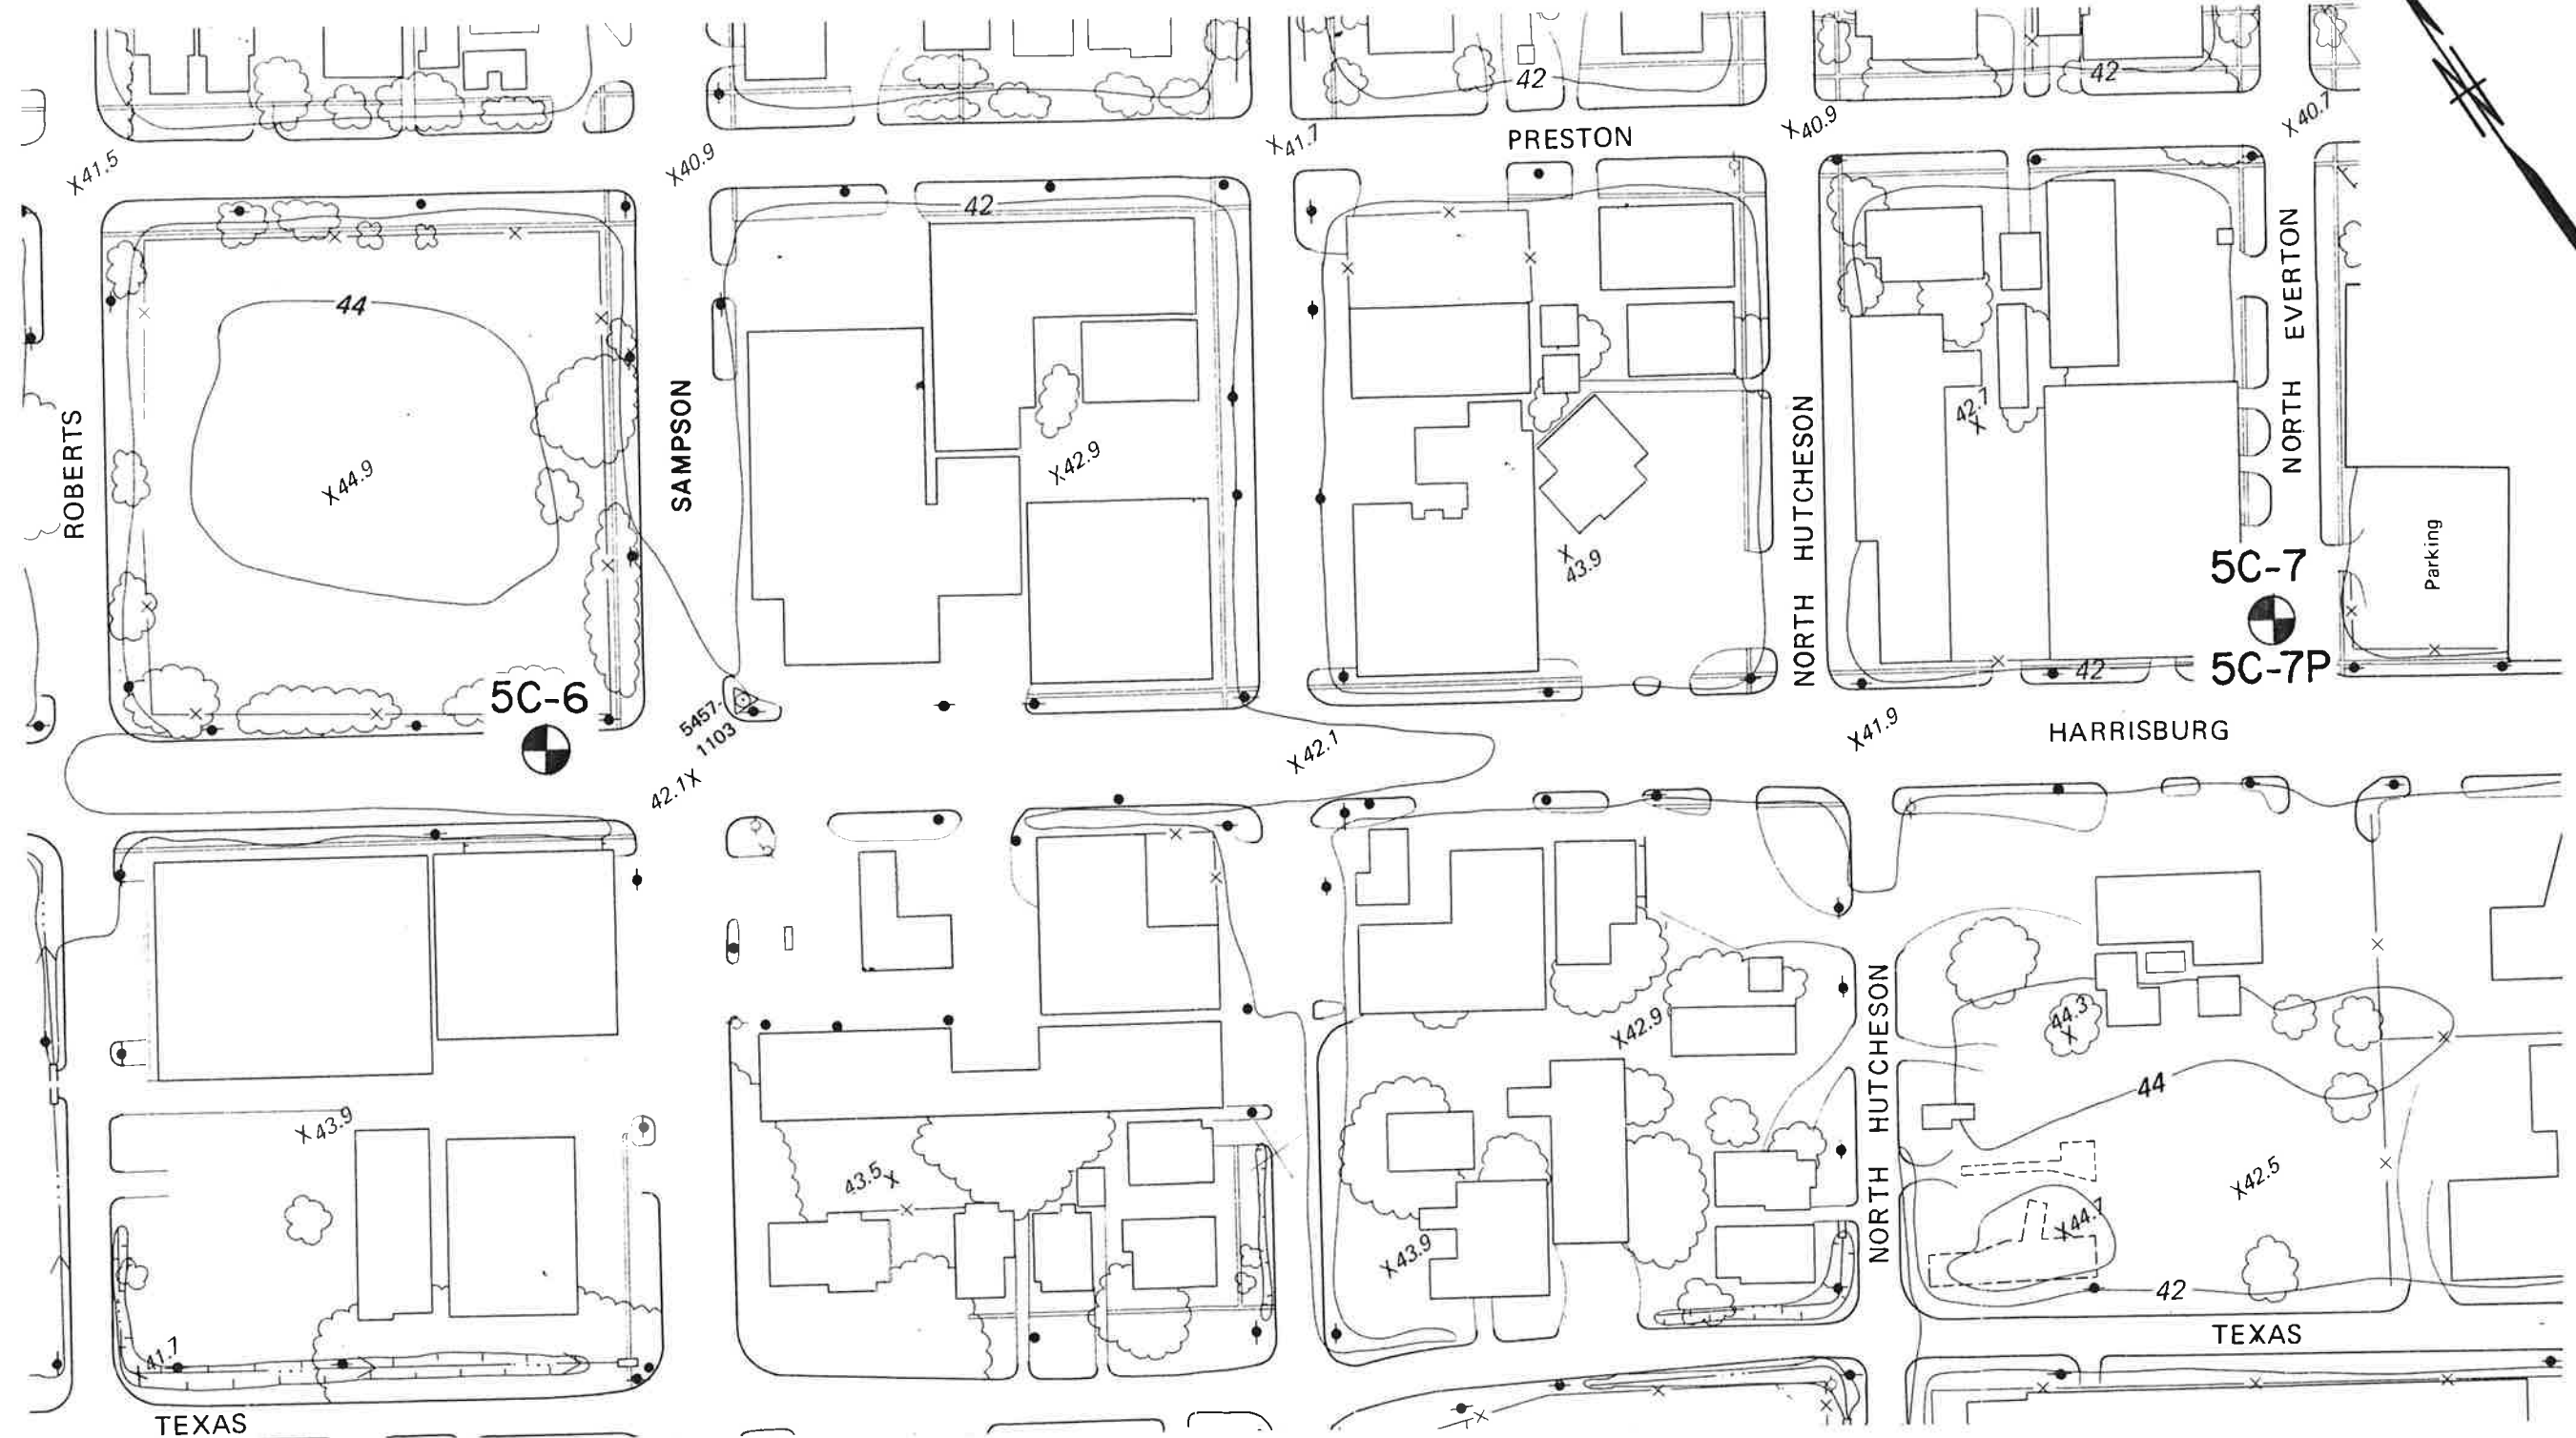 42
42
PRESTON
X41.5
X40.9
X41.7
X40.9
X40.7
42
44
ROBERTS
SAMPSON
X44.9
X42.9
43.9
NORTH HUTCHESON
42.7
NORTH EVERTON
5C-7
5C-7P
Parking
5C-6
5457-
1103
42
HARRISBURG
42.1X
X42.1
X41.9
X43.9
43.5
X42.9
X43.9
NORTH HUTCHESON
44.3
44
X42.5
X44.7
42
41.7
TEXAS
TEXAS